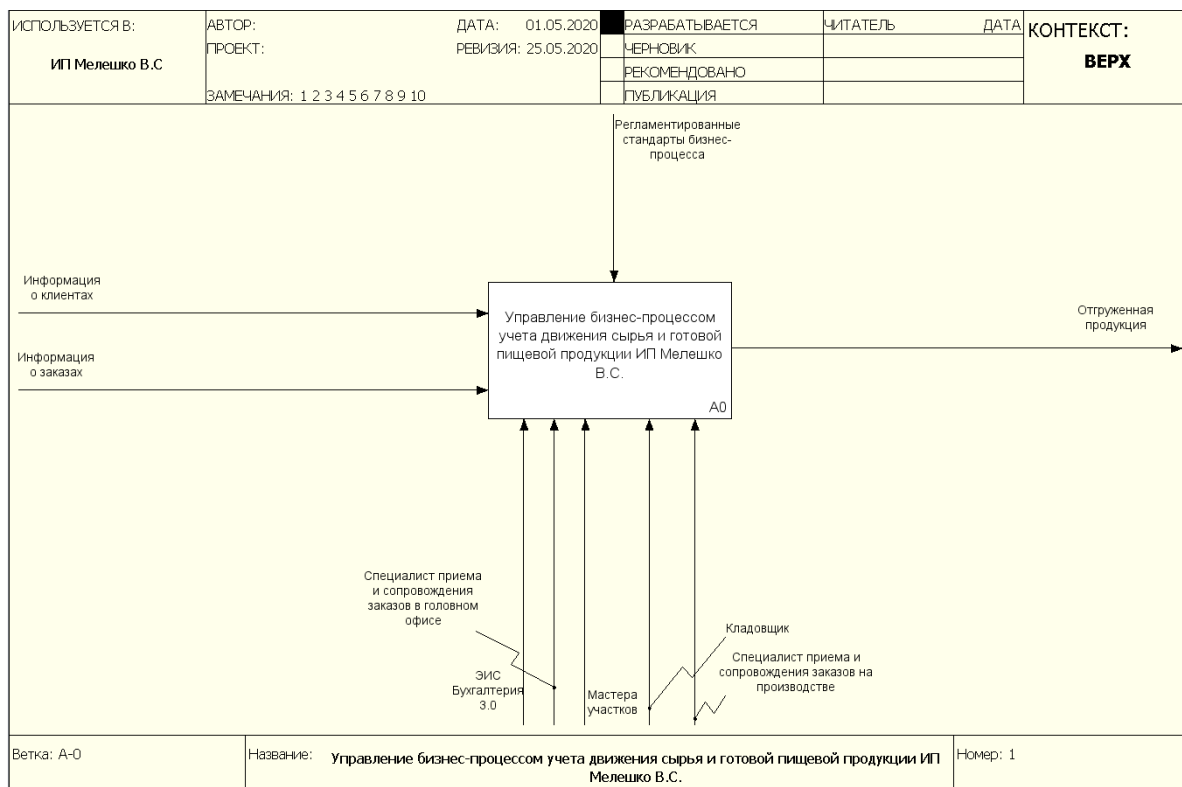 ИСПОЛЬЗУЕТСЯ В:
ИП Мелешко В.С
АВТОР:
ДАТА: 01.05.2020
ПРОЕКТ:
РЕВИЗИЯ: 25.05.2020
ЗАМЕЧАНИЯ: 1 2 3 4 5 6 7 8 9 10
РАЗРАБАТЫВАЕТСЯ
ЧЕРНОВИК
РЕКОМЕНДОВАНО
ПУБЛИКАЦИЯ
ЧИТАТЕЛЬ
ДАТА
КОНТЕКСТ:
ВЕРХ
Регламентированные
стандарты бизнес-
процесса
Информация
о клиентах
Информация
о заказах
Управление бизнес-процессом
учета движения сырья и готовой
пищевой продукции ИП Мелешко
В.С.
A0
Отгруженная
продукция
Специалист приема
и сопровождения
заказов в головном
офисе
ЭИС
Бухгалтерия
3.0
Мастера
участков
Кладовщик
Специалист приема и
сопровождения заказов на
производстве
Ветка: A-0
Название:
Управление бизнес-процессом учета движения сырья и готовой пищевой продукции ИП
Мелешко В.С.
Номер: 1